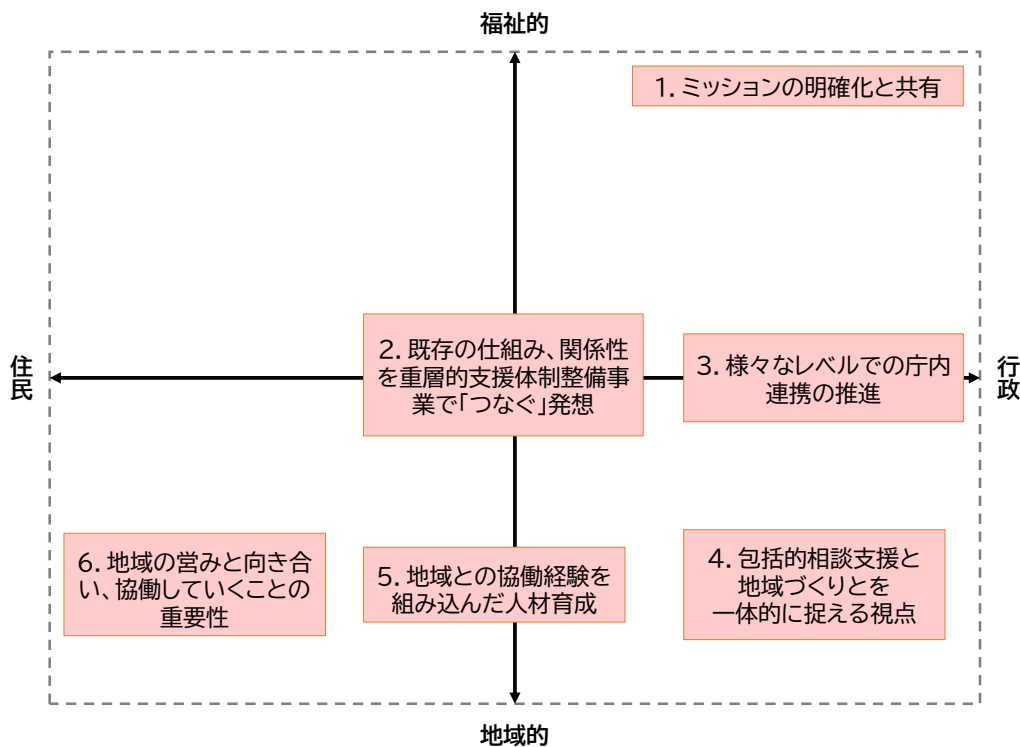 福祉的
1. ミッションの明確化と共有
2. 既存の仕組み、関係性
を重層的支援体制整備事
業で「つなぐ」発想
3. 様々なレベルでの庁内
連携の推進
住民
行政
6. 地域の営みと向き合
い、協働していくことの
重要性
5. 地域との協働経験を
組み込んだ人材育成
4. 包括的相談支援と
地域づくりとを
一体的に捉える視点
地域的